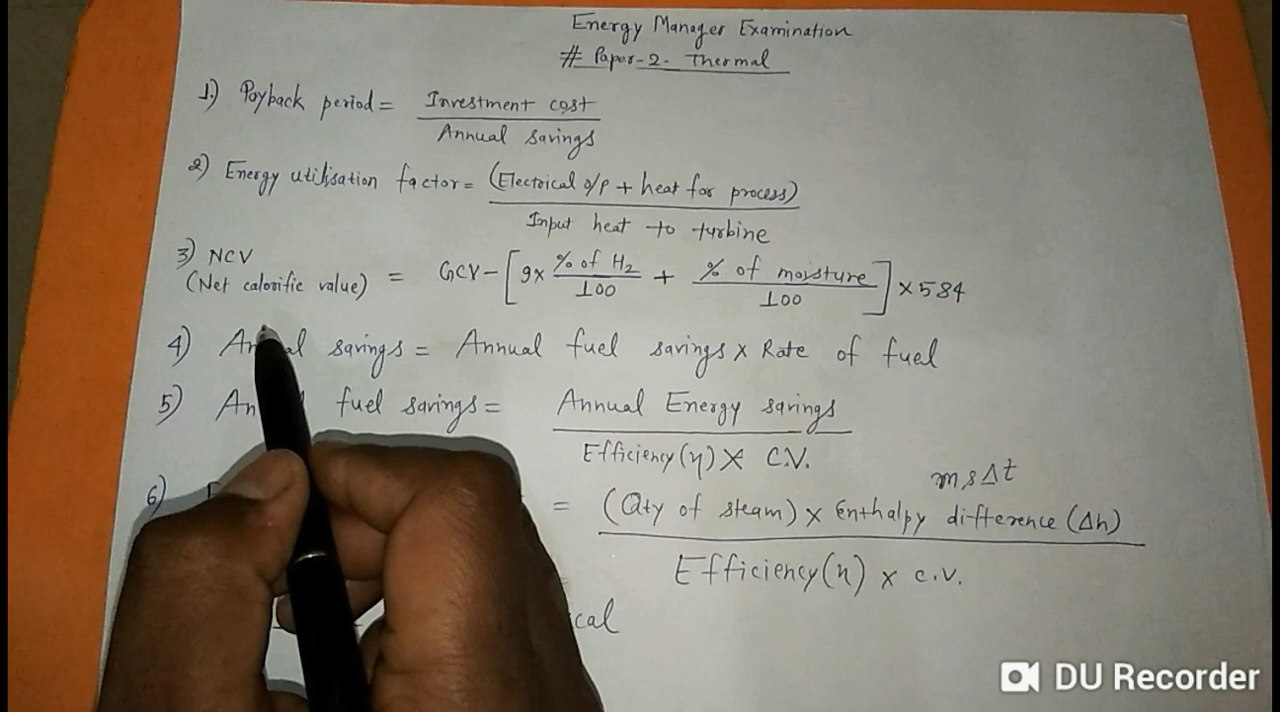 Energy Manager Examination
# Paper-2- Thermal
1.) Payback period = Investment cost
Annual savings
2) Energy utilisation factor = (Electrical o/p + heat for process)
Input heat to turbine
3) NCV
(Net calorific value) = GCV - [9x % of H2 / 100 + % of moisture / 100] x 584
4) savings = Annual fuel savings x Rate of fuel
5) fuel savings = Annual Energy savings
Efficiency (η) x C.V.
msΔt
6) = (Qty of steam) x Enthalpy difference (Δh)
Efficiency (η) x c.v.
cal
DU Recorder